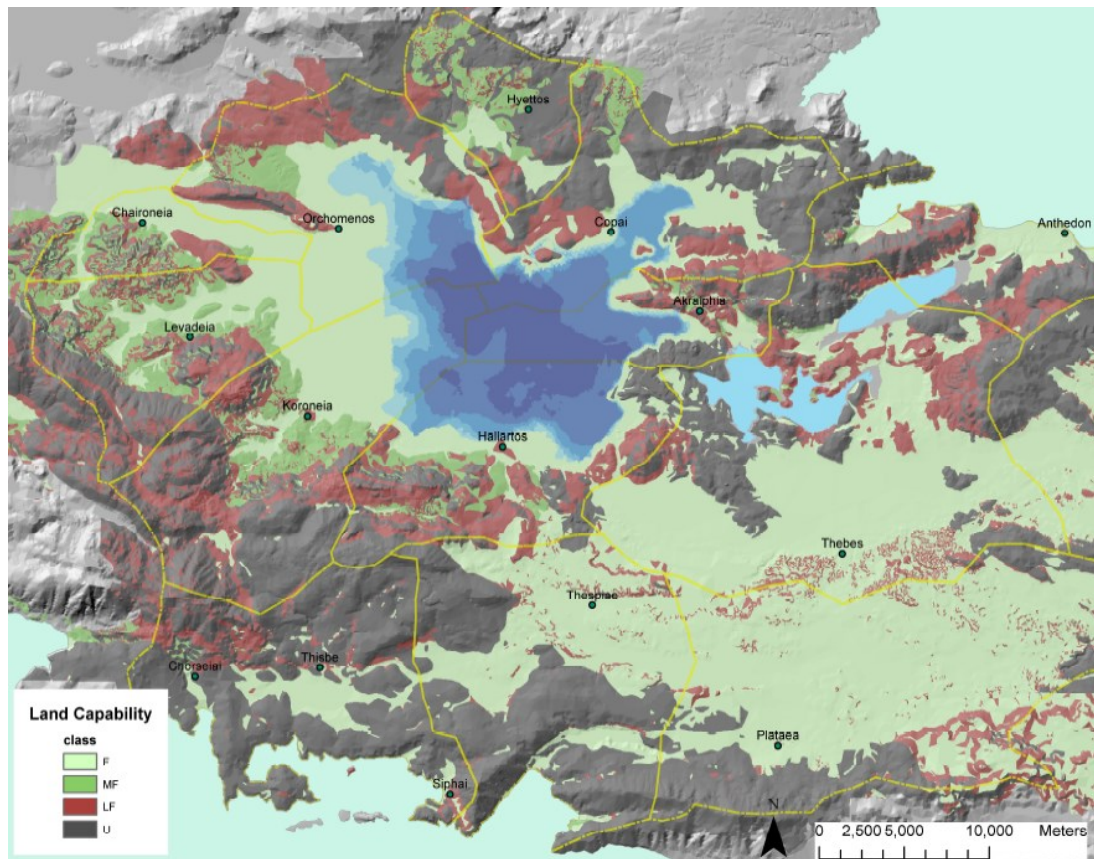 Hyettos
Chaironeia
Orchomenos
Copai
Anthedon
Akraiphia
Levadeia
Koroneia
Haliartos
Thebes
Thespiae
Thisbe
Plataea
Siphai
Land Capability
class
F
MF
LF
U
N
0 2,500 5,000 10,000 Meters